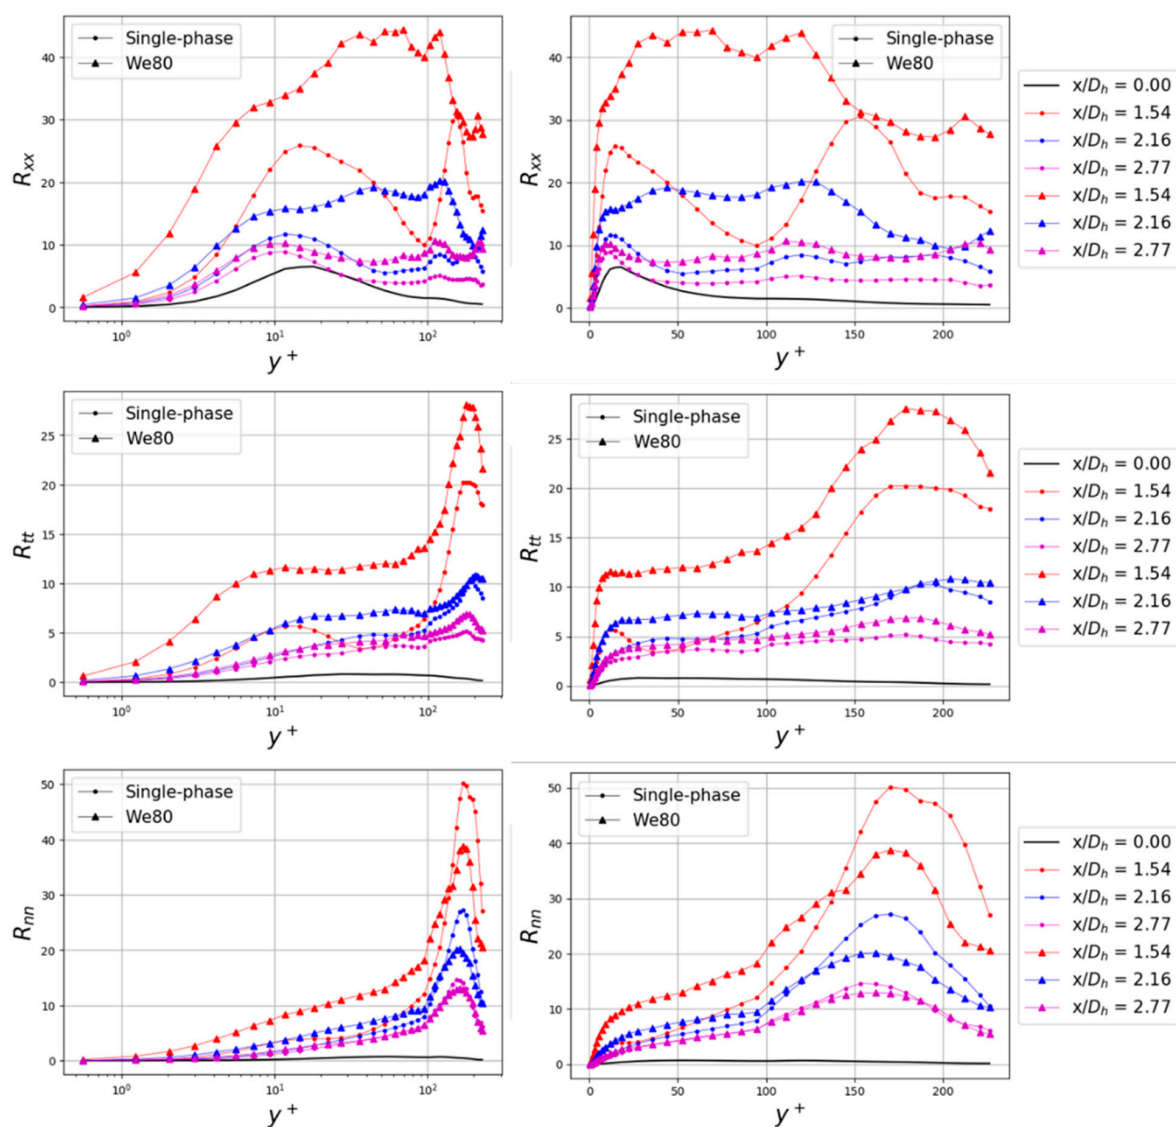 Single-phase
We80
R_xx
0
10
20
30
40
10^0
10^1
10^2
y^+
Single-phase
We80
R_xx
0
10
20
30
40
0
50
100
150
200
y^+
x/D_h = 0.00
x/D_h = 1.54
x/D_h = 2.16
x/D_h = 2.77
x/D_h = 1.54
x/D_h = 2.16
x/D_h = 2.77
Single-phase
We80
R_tt
0
5
10
15
20
25
10^0
10^1
10^2
y^+
Single-phase
We80
R_tt
0
5
10
15
20
25
0
50
100
150
200
y^+
x/D_h = 0.00
x/D_h = 1.54
x/D_h = 2.16
x/D_h = 2.77
x/D_h = 1.54
x/D_h = 2.16
x/D_h = 2.77
Single-phase
We80
R_nn
0
10
20
30
40
50
10^0
10^1
10^2
y^+
Single-phase
We80
R_nn
0
10
20
30
40
50
0
50
100
150
200
y^+
x/D_h = 0.00
x/D_h = 1.54
x/D_h = 2.16
x/D_h = 2.77
x/D_h = 1.54
x/D_h = 2.16
x/D_h = 2.77